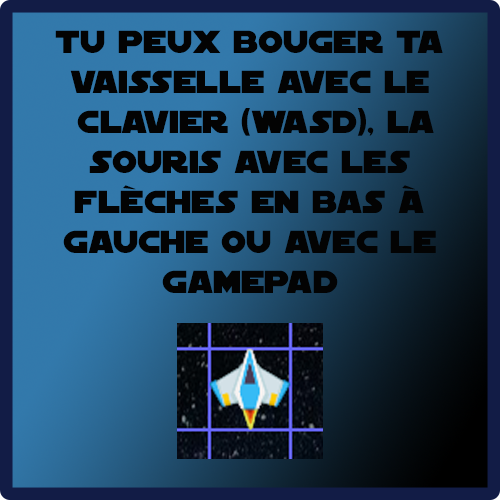 TU PEUX BOUGER TA
VAISSELLE AVEC LE
CLAVIER (WASD), LA
SOURIS AVEC LES
FLÈCHES EN BAS À
GAUCHE OU AVEC LE
GAMEPAD